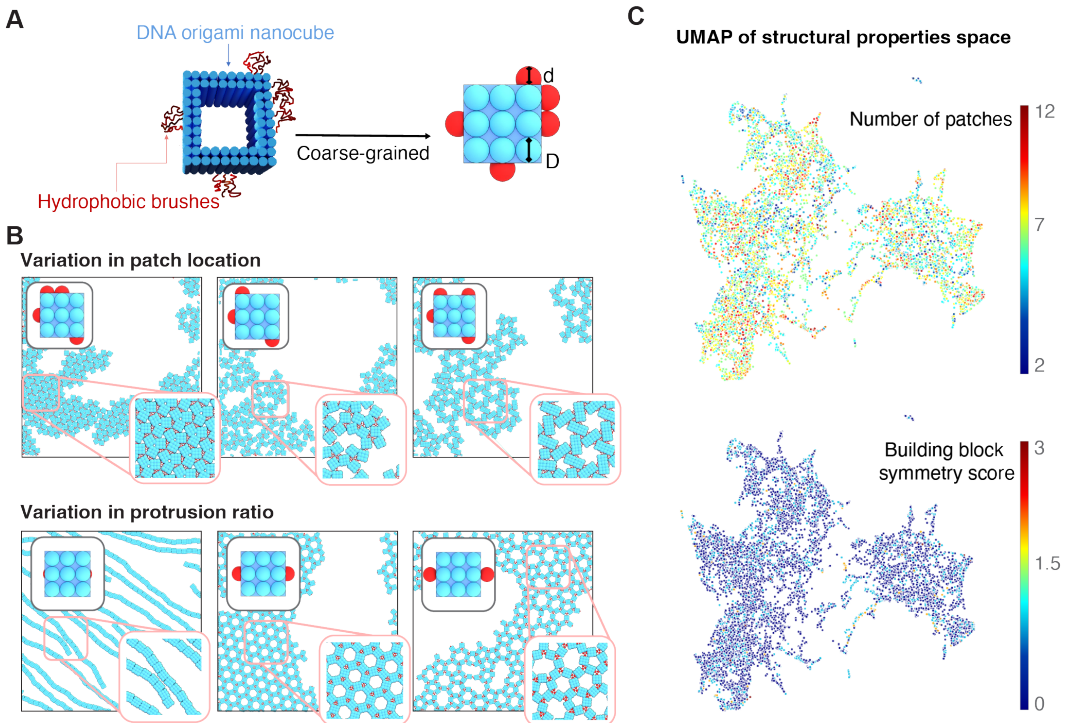 A
DNA origami nanocube
d
Coarse-grained
D
Hydrophobic brushes
B
Variation in patch location
Variation in protrusion ratio
C
UMAP of structural properties space
Number of patches
12
7
2
Building block
symmetry score
3
1.5
0